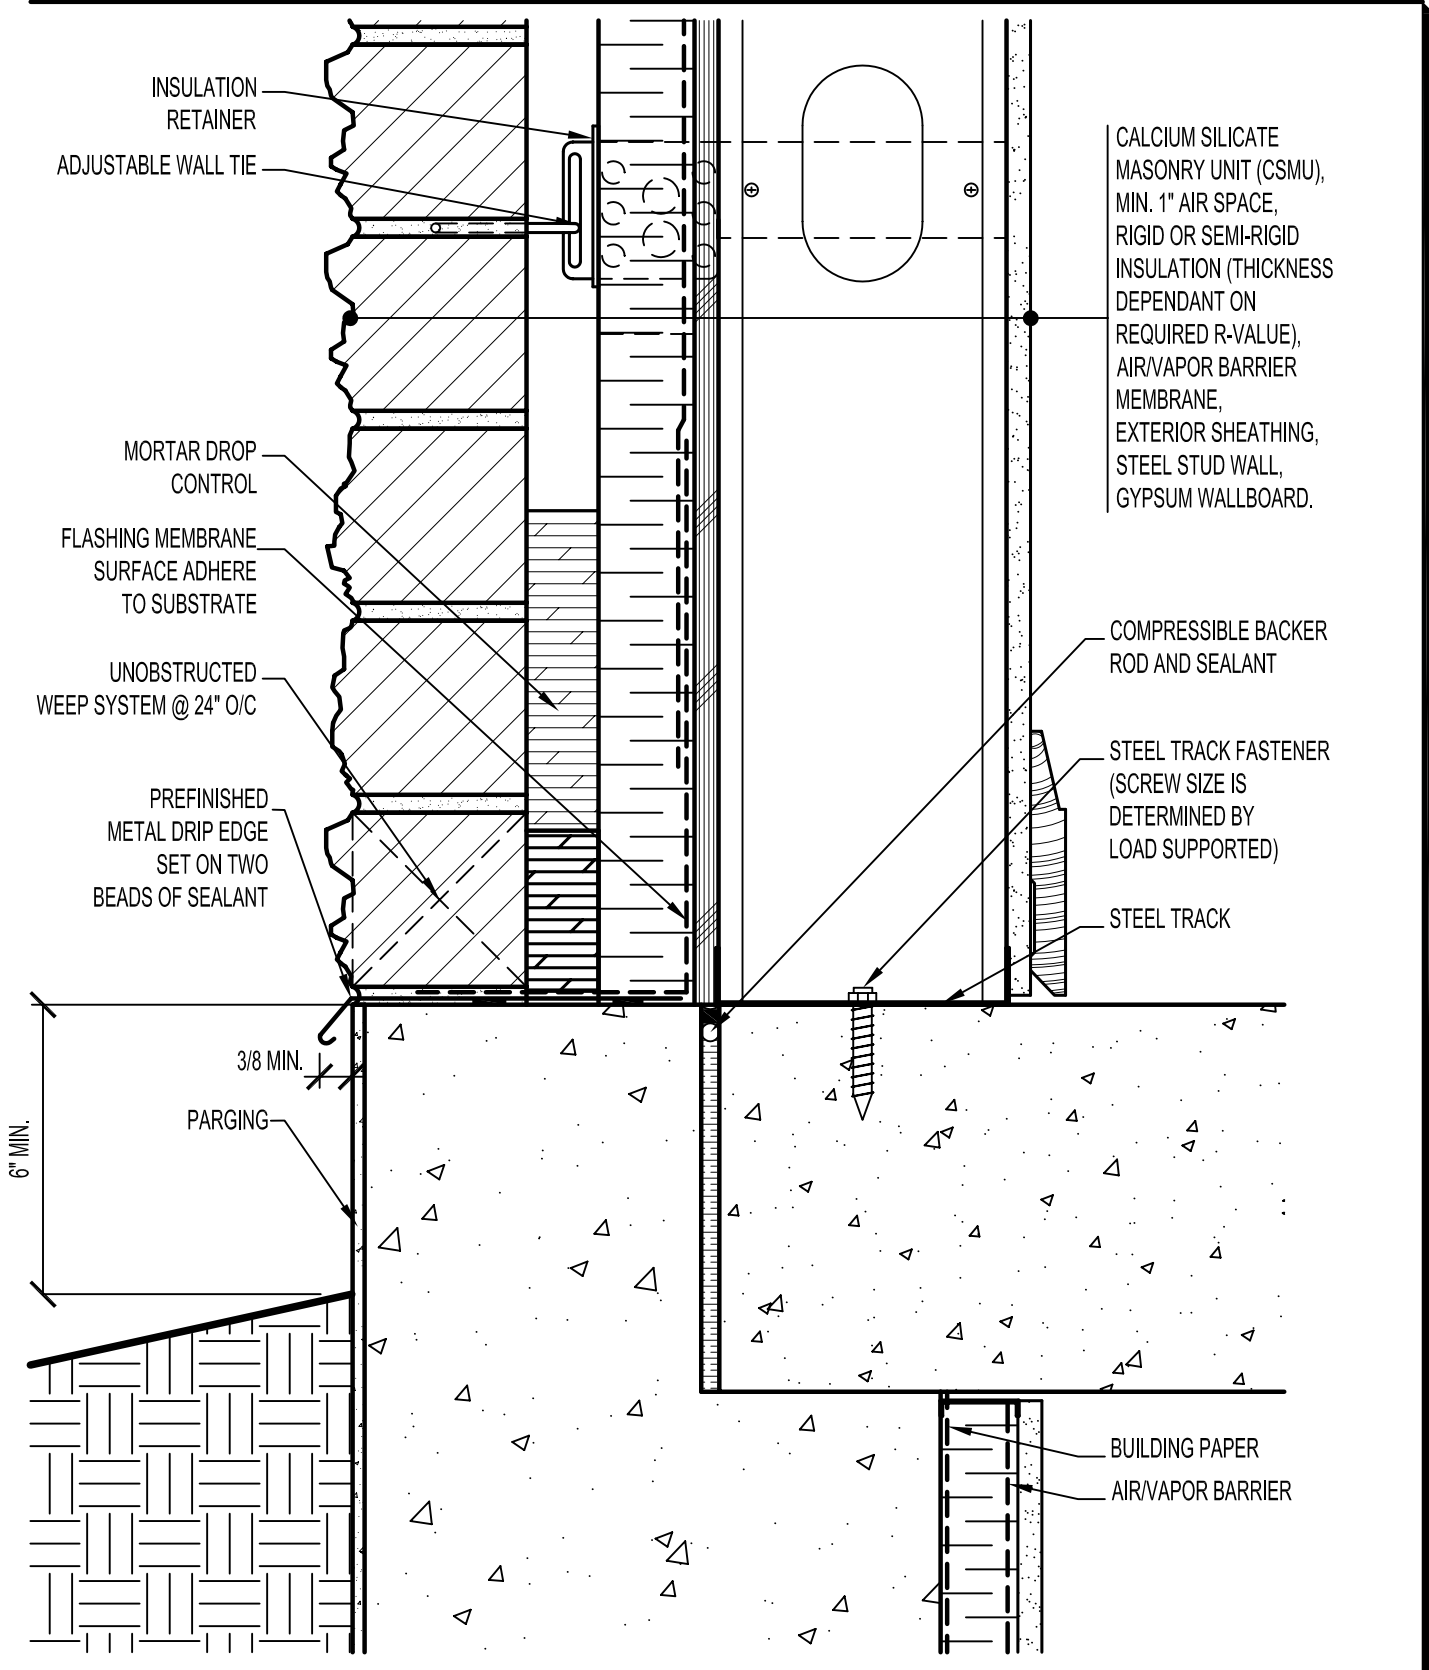 INSULATION
RETAINER
ADJUSTABLE WALL TIE
MORTAR DROP
CONTROL
FLASHING MEMBRANE
SURFACE ADHERE
TO SUBSTRATE
UNOBSTRUCTED
WEEP SYSTEM @ 24" O/C
PREFINISHED
METAL DRIP EDGE
SET ON TWO
BEADS OF SEALANT
3/8 MIN.
PARGING
6" MIN.
CALCIUM SILICATE
MASONRY UNIT (CSMU),
MIN. 1" AIR SPACE,
RIGID OR SEMI-RIGID
INSULATION (THICKNESS
DEPENDANT ON
REQUIRED R-VALUE),
AIR/VAPOR BARRIER
MEMBRANE,
EXTERIOR SHEATHING,
STEEL STUD WALL,
GYPSUM WALLBOARD.
COMPRESSIBLE BACKER
ROD AND SEALANT
STEEL TRACK FASTENER
(SCREW SIZE IS
DETERMINED BY
LOAD SUPPORTED)
STEEL TRACK
BUILDING PAPER
AIR/VAPOR BARRIER